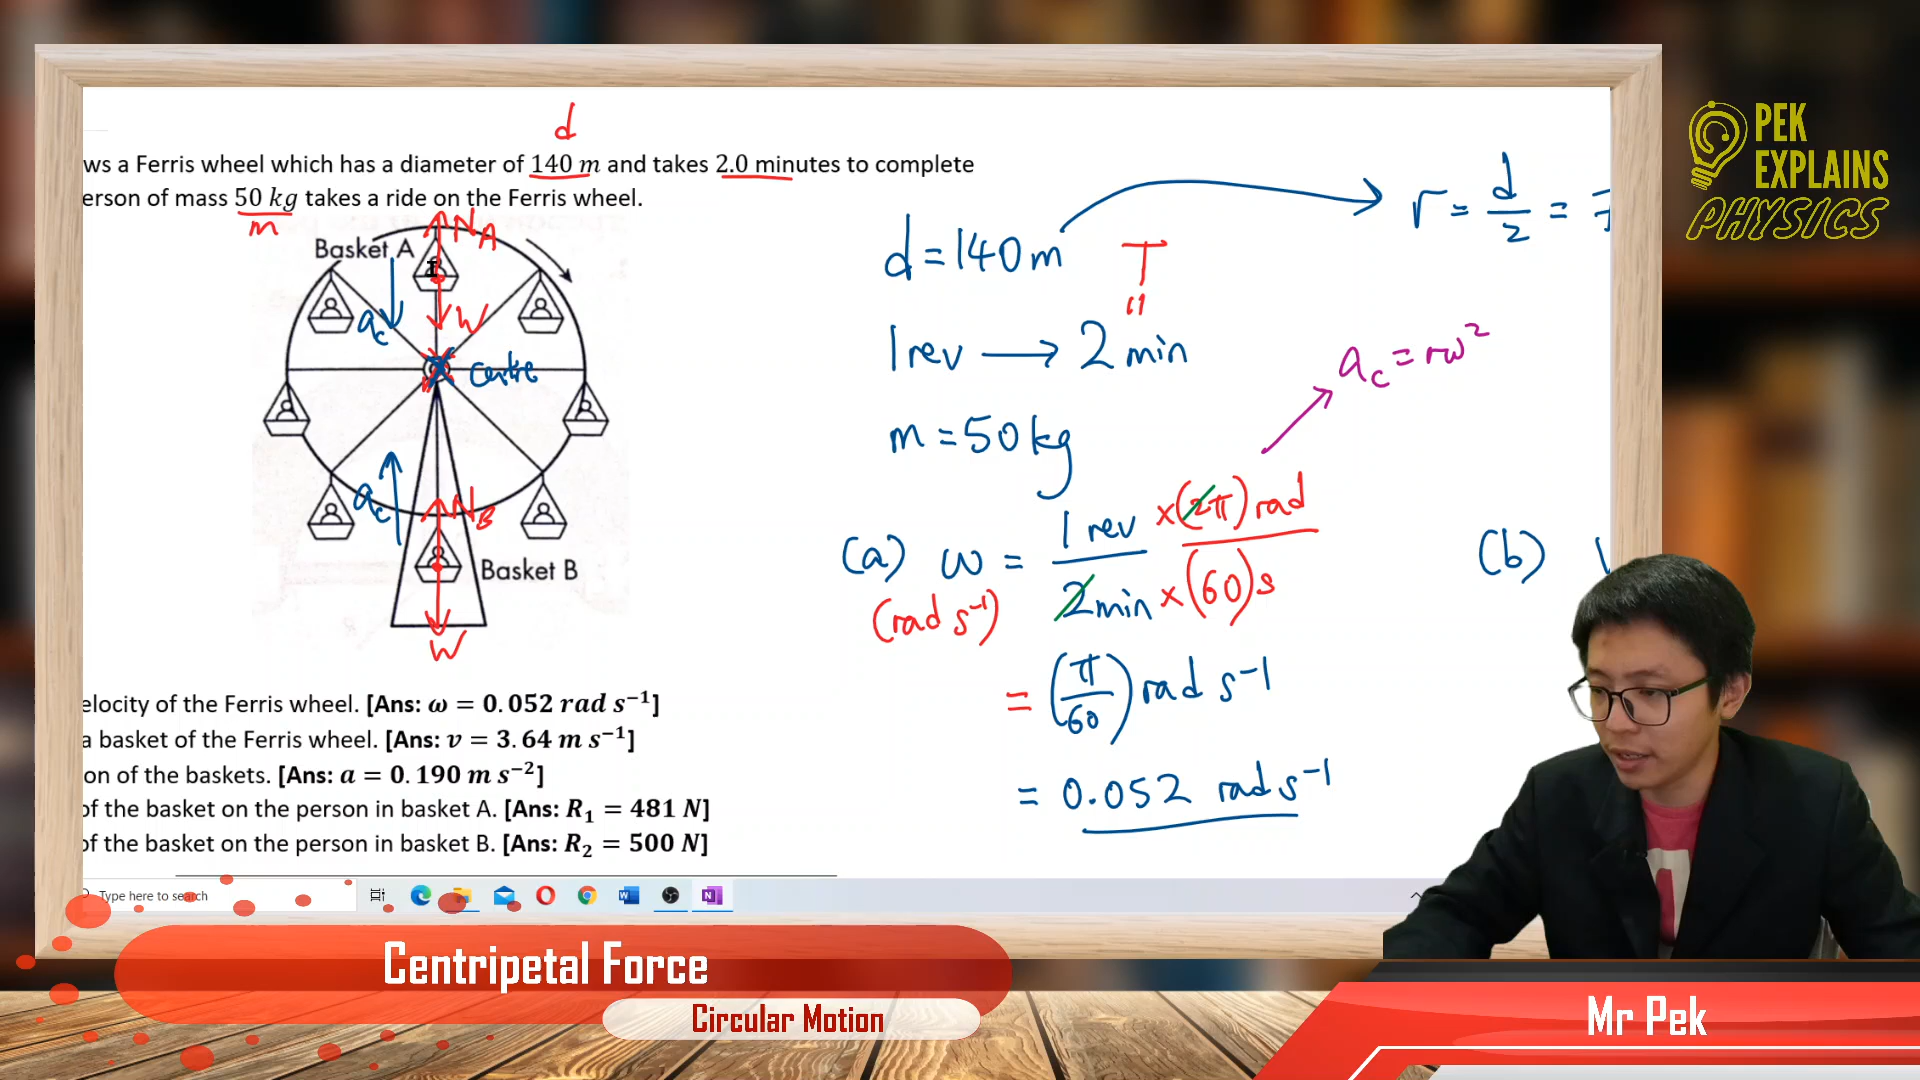 d
ws a Ferris wheel which has a diameter of 140 m and takes 2.0 minutes to complete
erson of mass 50 kg takes a ride on the Ferris wheel.
m
N_A
Basket A
a_c
W
centre
a_c
N_B
Basket B
W
elocity of the Ferris wheel. [Ans: ω = 0.052 rad s⁻¹]
a basket of the Ferris wheel. [Ans: v = 3.64 m s⁻¹]
on of the baskets. [Ans: a = 0.190 m s⁻²]
of the basket on the person in basket A. [Ans: R₁ = 481 N]
of the basket on the person in basket B. [Ans: R₂ = 500 N]
d = 140 m
r = d/2 =
T
1 rev → 2 min
a_c = rω²
m = 50 kg
(a) ω = 1 rev × (2π) rad / 2 min × (60) s
(rad s⁻¹)
= (π/60) rad s⁻¹
= 0.052 rad s⁻¹
(b)
Type here to search
PEK
EXPLAINS
PHYSICS
Centripetal Force
Circular Motion
Mr Pek